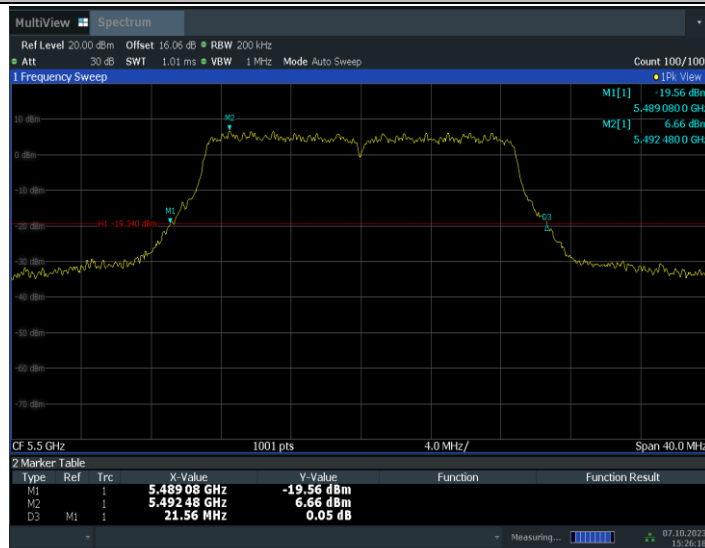 MultiView Spectrum
Ref Level 20.00 dBm Offset 16.06 dB RBW 200 kHz
Att 30 dB SWT 1.01 ms VBW 1 MHz Mode Auto Sweep Count 100/100
1 Frequency Sweep 1Pk View
M1[1] -19.56 dBm
5.489 080 0 GHz
M2[1] 6.66 dBm
5.492 480 0 GHz
10 dBm
M2
0 dBm
-10 dBm
M1
-20 dBm
H1 -19.340 dBm
D3
-30 dBm
-40 dBm
-50 dBm
-60 dBm
-70 dBm
CF 5.5 GHz 1001 pts 4.0 MHz/ Span 40.0 MHz
2 Marker Table
Type Ref Trc X-Value Y-Value Function Function Result
M1 1 5.489 08 GHz -19.56 dBm
M2 1 5.492 48 GHz 6.66 dBm
D3 M1 1 21.56 MHz 0.05 dB
Measuring... 07.10.2023
15:26:18